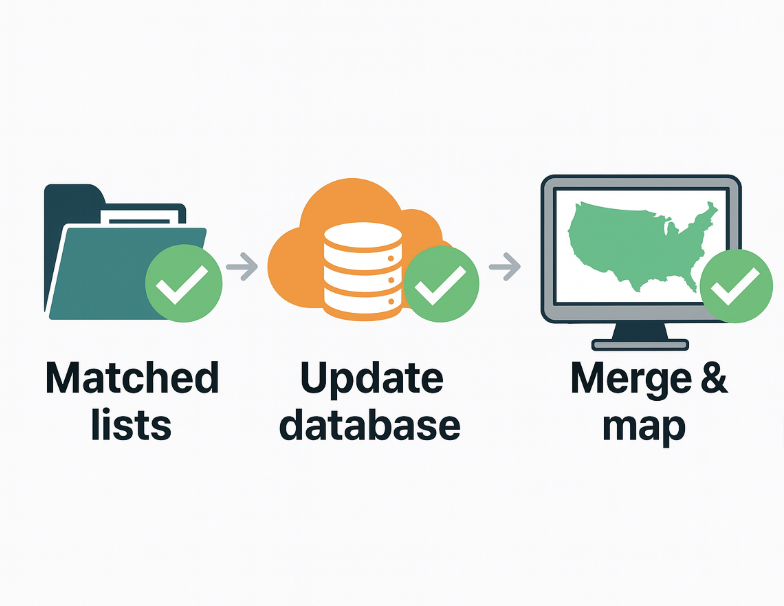 Matched
lists
Update
database
Merge &
map